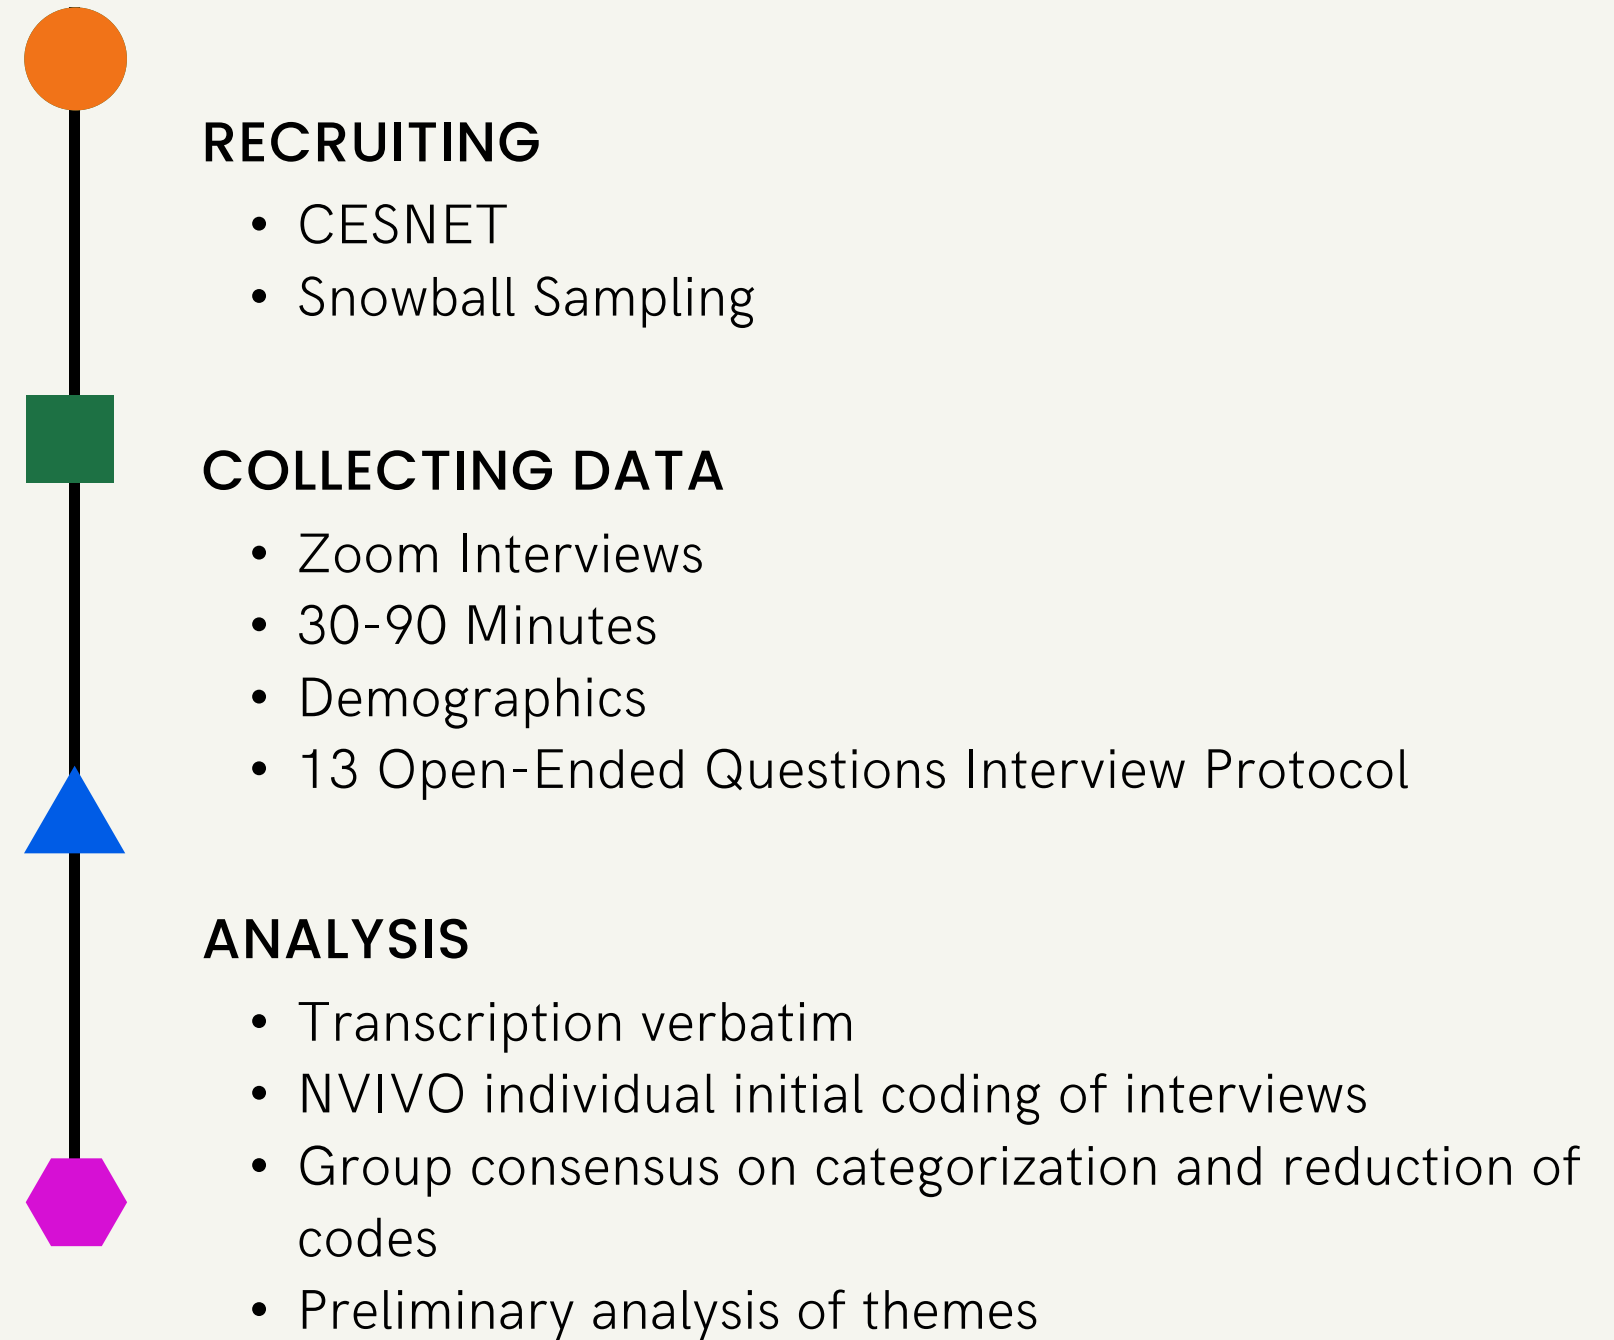 RECRUITING
• CESNET
• Snowball Sampling
COLLECTING DATA
• Zoom Interviews
• 30-90 Minutes
• Demographics
• 13 Open-Ended Questions Interview Protocol
ANALYSIS
• Transcription verbatim
• NVIVO individual initial coding of interviews
• Group consensus on categorization and reduction of
codes
• Preliminary analysis of themes